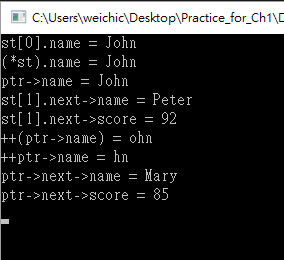 C:\Users\weichic\Desktop\Practice_for_Ch1\D
st[0].name = John
(*st).name = John
ptr->name = John
st[1].next->name = Peter
st[1].next->score = 92
++(ptr->name) = ohn
++ptr->name = hn
ptr->next->name = Mary
ptr->next->score = 85